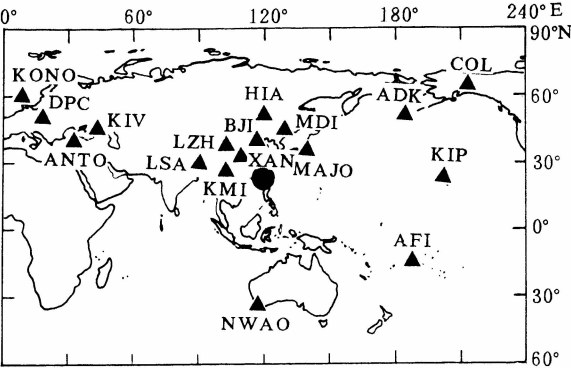 0° 60° 120° 180° 240°E
90°N
COL
KONO
HIA
ADK
60°
DPC
KIV
BJI
MDI
LZH
ANTO
LSA
XAN
MAJO
KIP
30°
KMI
0°
AFI
30°
NWAO
60°